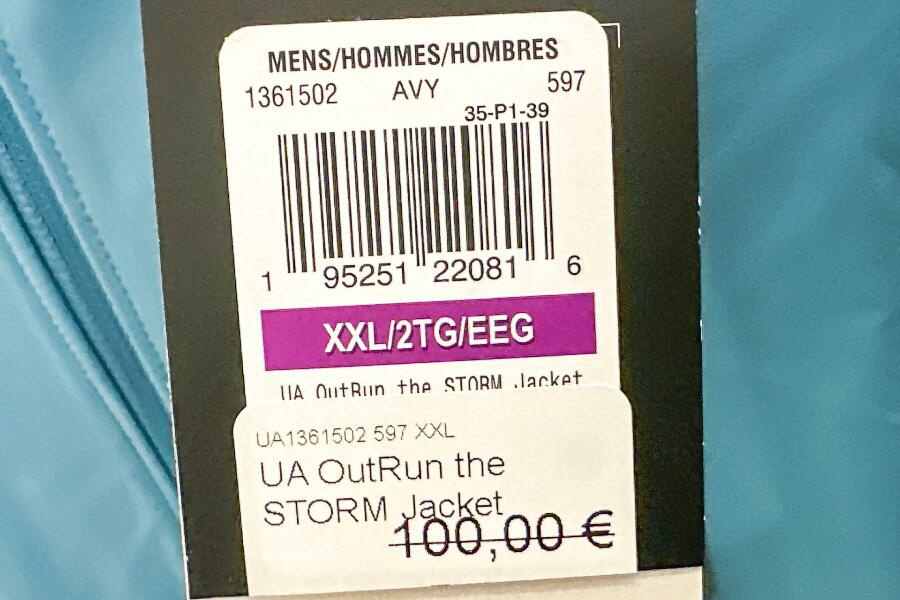 MENS/HOMMES/HOMBRES
1361502 AVY 597
35-P1-39
1 95251 22081 6
XXL/2TG/EEG
UA OutRun the STORM Jacket
UA1361502 597 XXL
UA OutRun the
STORM Jacket
100,00 €